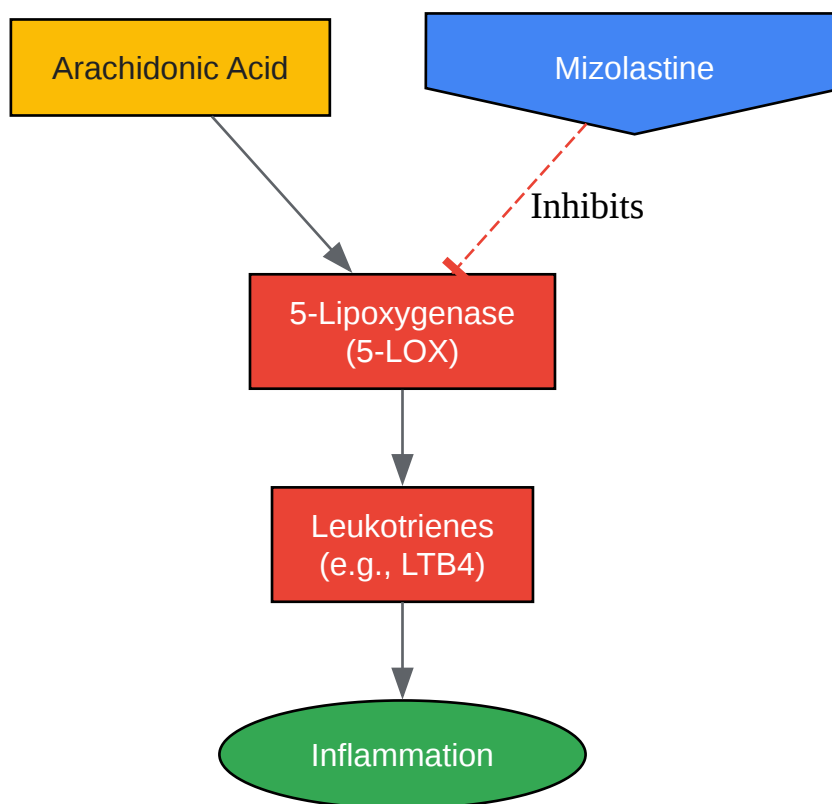 Arachidonic Acid
Mizolastine
Inhibits
5-Lipoxygenase
(5-LOX)
Leukotrienes
(e.g., LTB4)
Inflammation